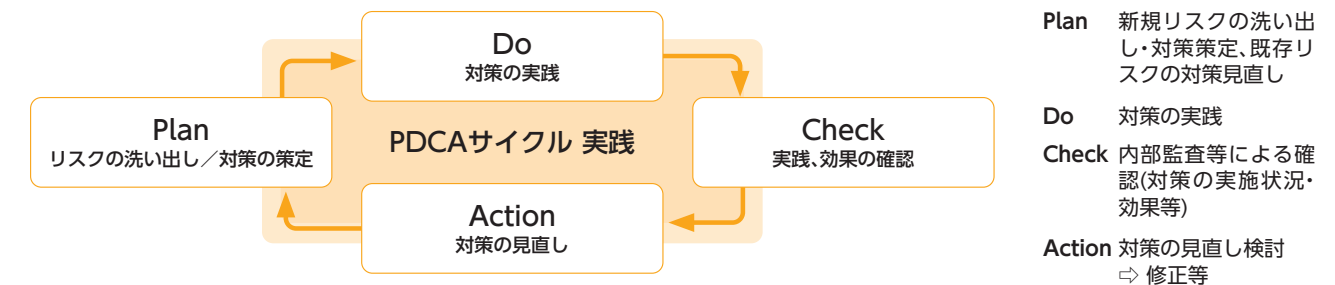 Do
対策の実践
Plan
リスクの洗い出し／対策の策定
PDCAサイクル 実践
Check
実践、効果の確認
Action
対策の見直し
Plan 新規リスクの洗い出
し・対策策定、既存リ
スクの対策見直し
Do 対策の実践
Check 内部監査等による確
認(対策の実施状況・
効果等)
Action 対策の見直し検討
⇨ 修正等